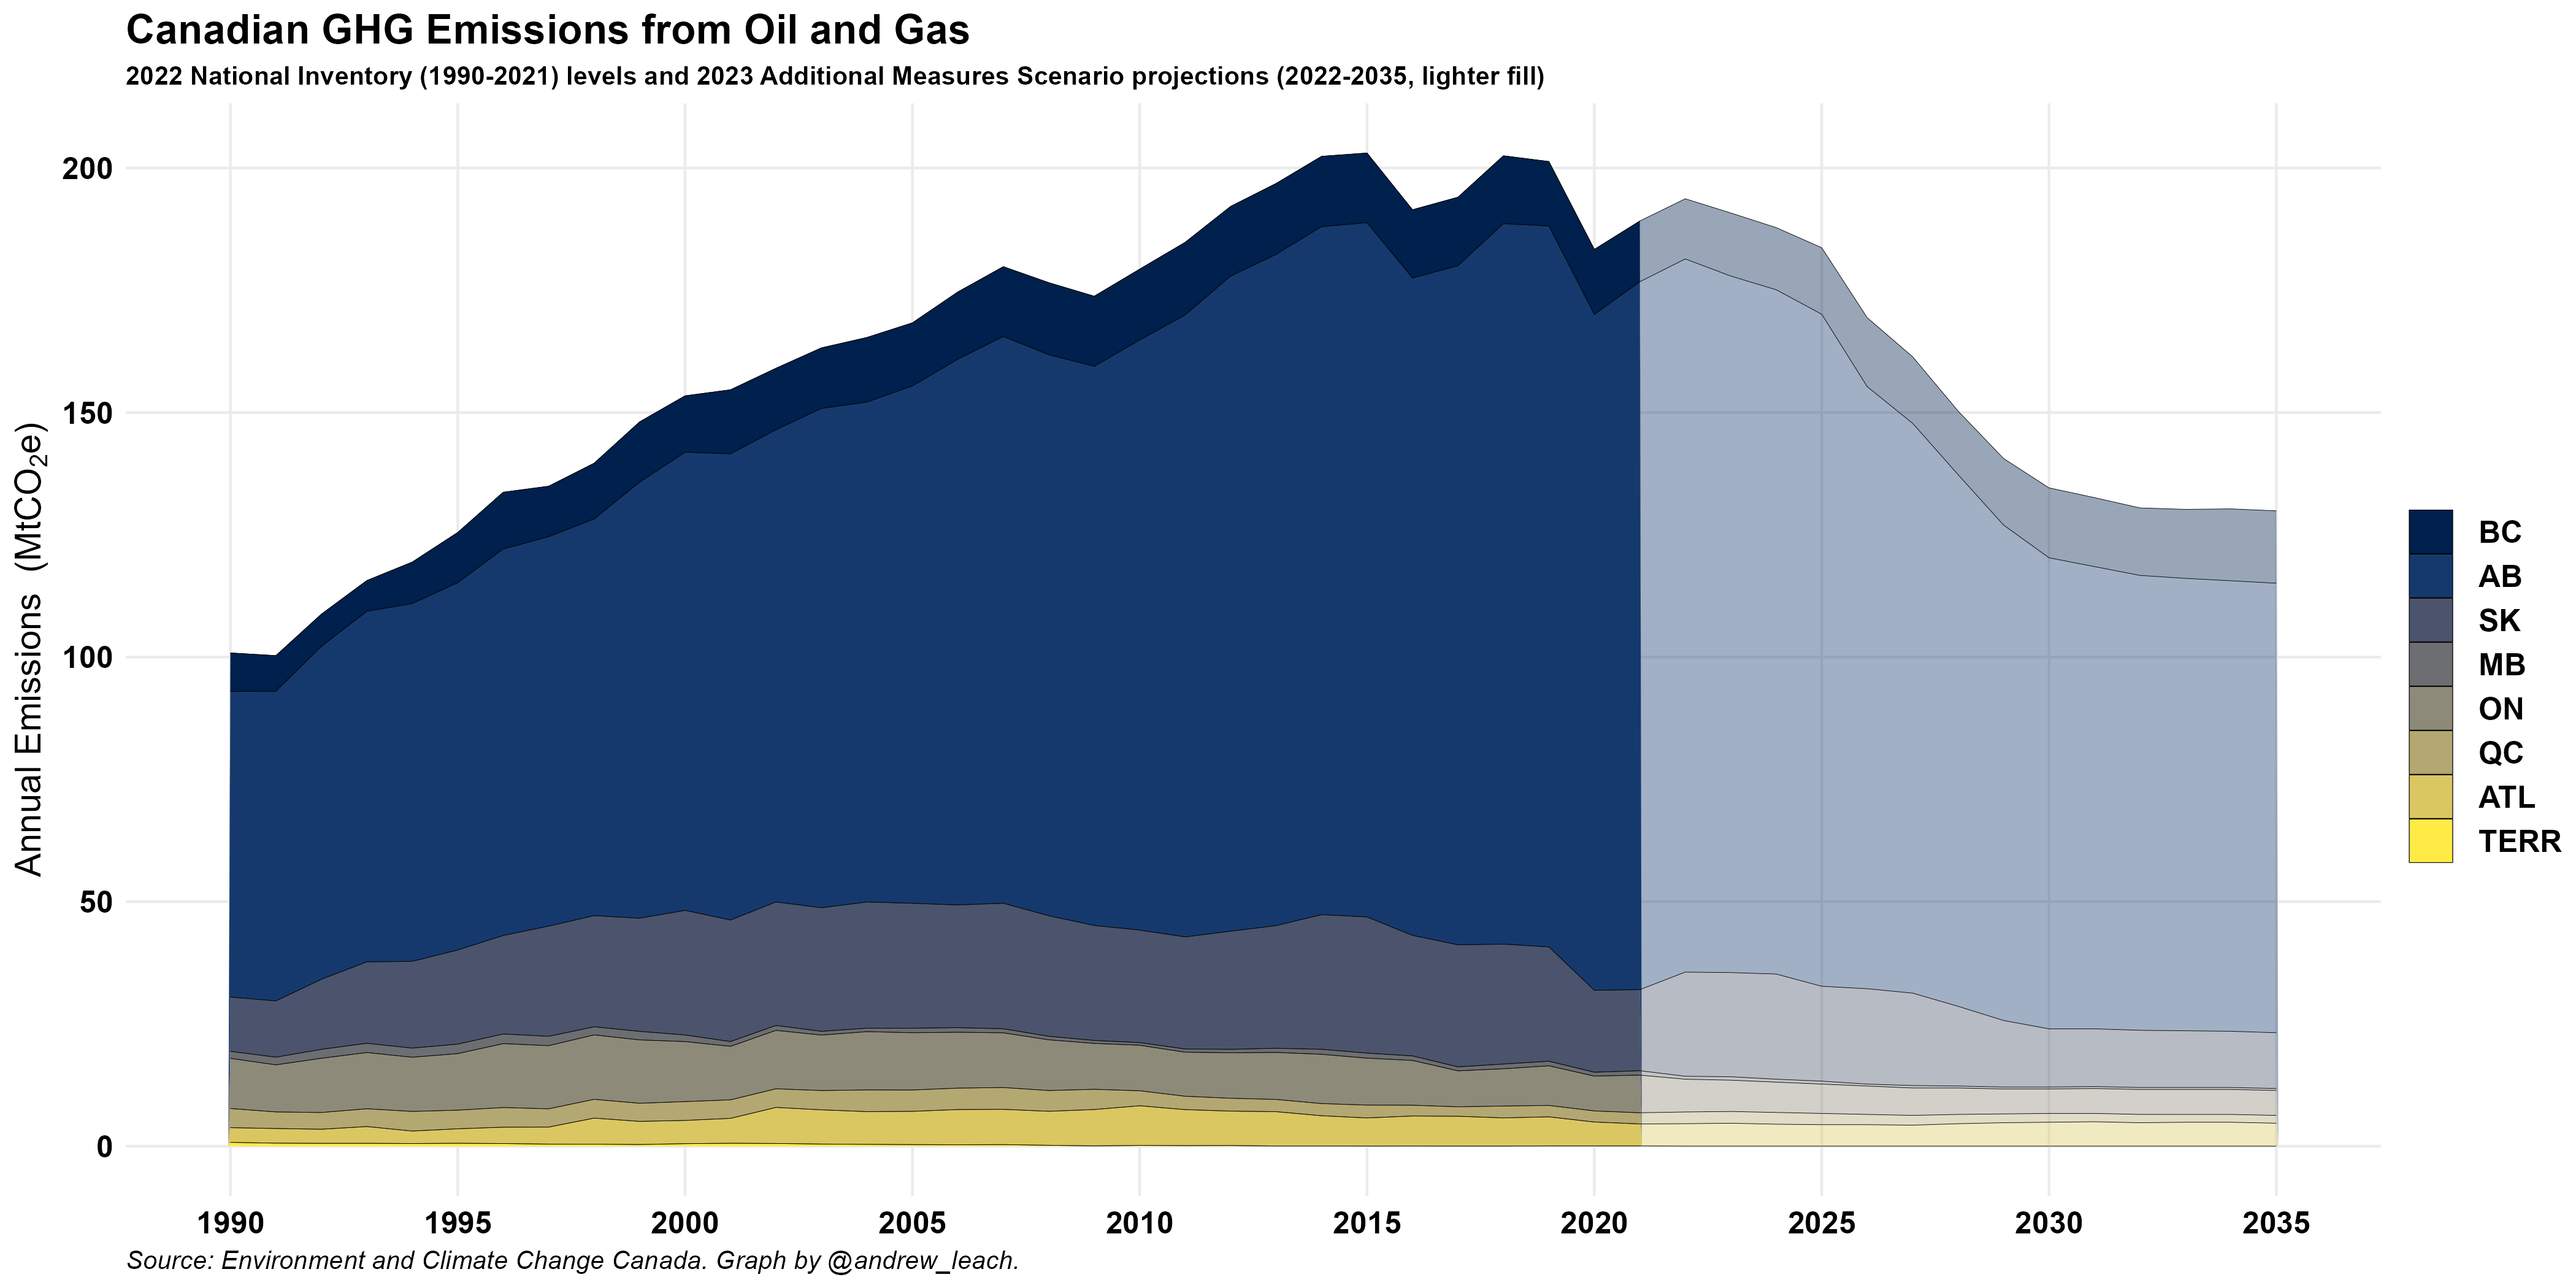 Canadian GHG Emissions from Oil and Gas
2022 National Inventory (1990-2021) levels and 2023 Additional Measures Scenario projections (2022-2035, lighter fill)
Annual Emissions (MtCO₂e)
200
150
100
50
0
1990 1995 2000 2005 2010 2015 2020 2025 2030 2035
BC
AB
SK
MB
ON
QC
ATL
TERR
Source: Environment and Climate Change Canada. Graph by @andrew_leach.